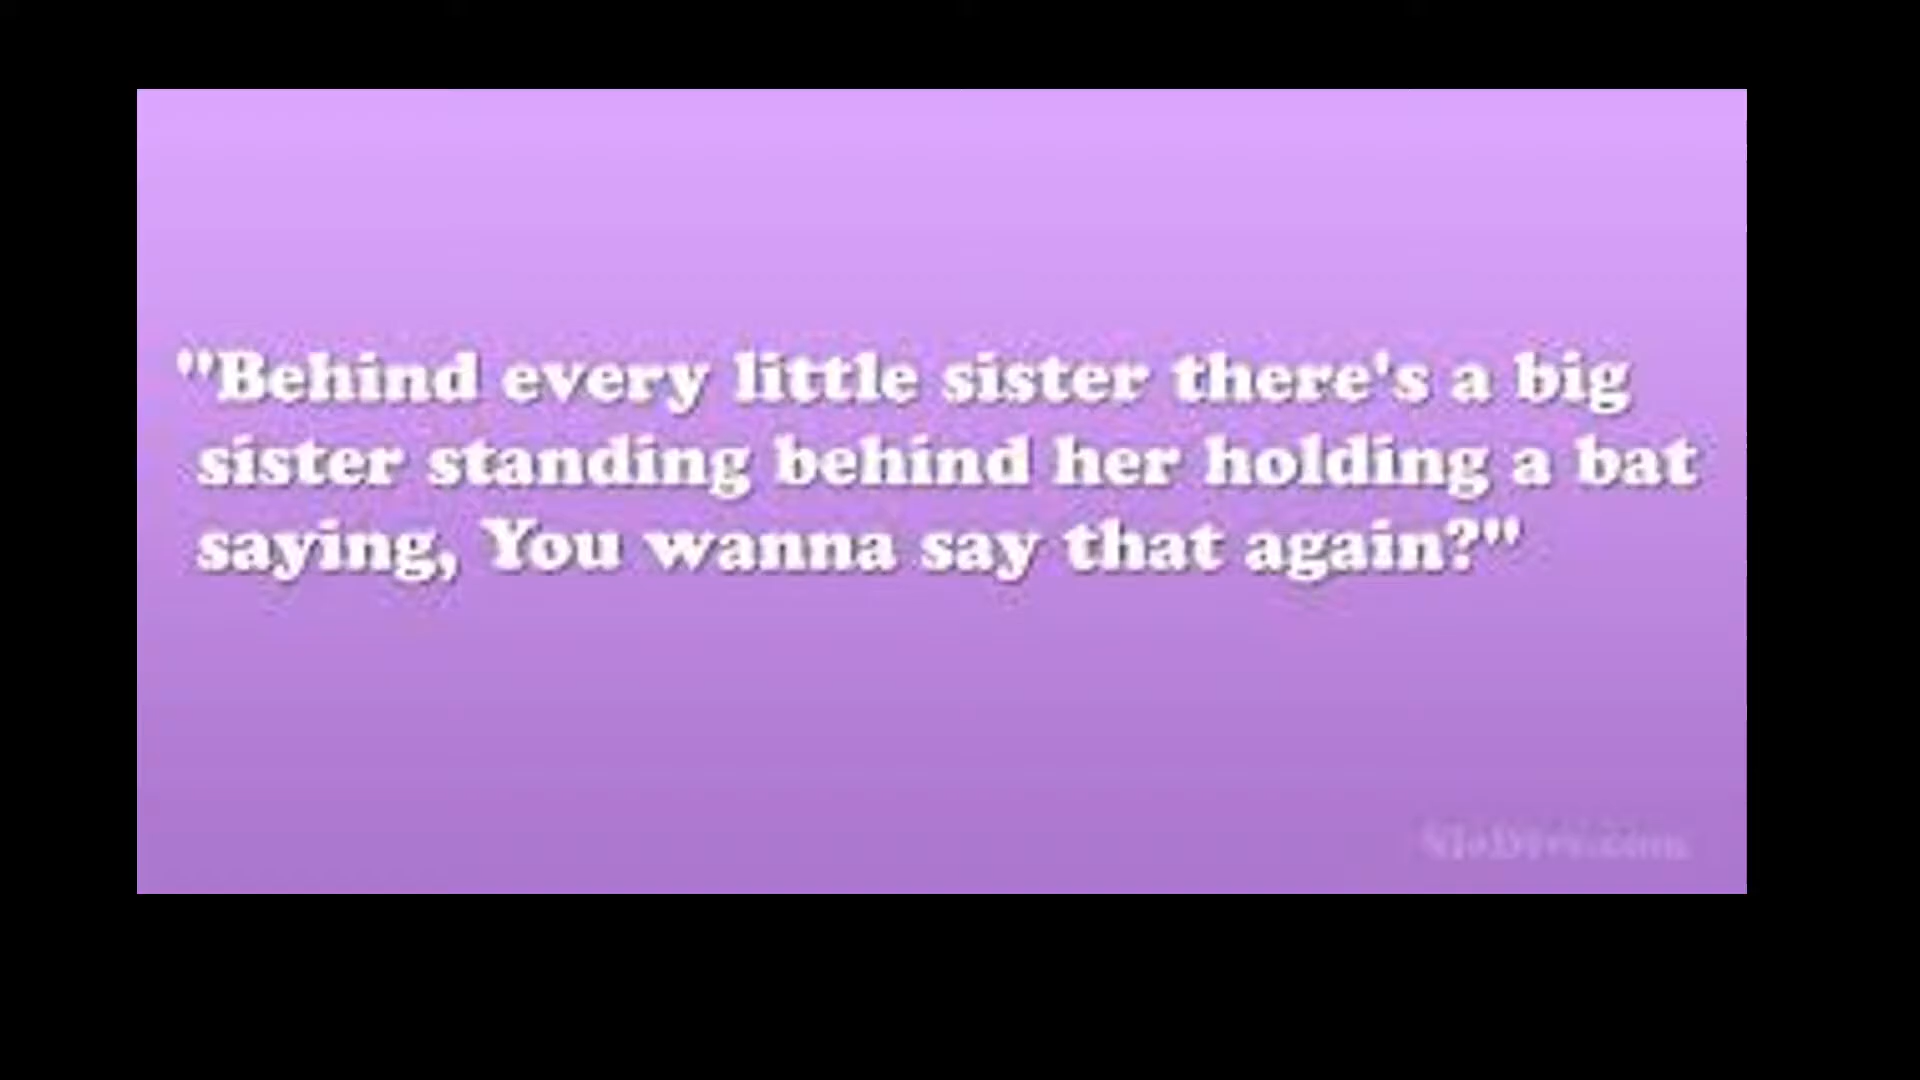 "Behind every little sister there's a big
sister standing behind her holding a bat
saying, You wanna say that again?"